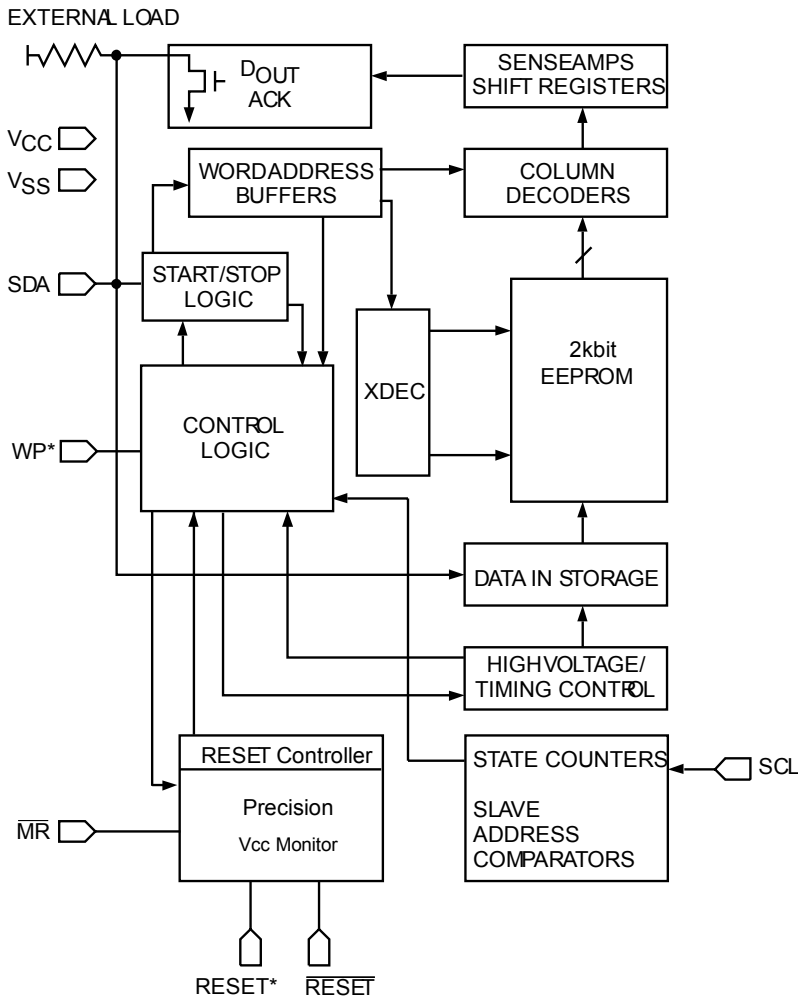 EXTERNAL LOAD
DOUT
ACK
SENSEAMPS
SHIFT REGISTERS
VCC
VSS
WORDADDRESS
BUFFERS
COLUMN
DECODERS
SDA
START/STOP
LOGIC
2kbit
EEPROM
XDEC
WP*
CONTROL
LOGIC
DATA IN STORAGE
HIGHVOLTAGE/
TIMING CONTROL
RESET Controller
Precision
Vcc Monitor
MR
STATE COUNTERS
SLAVE
ADDRESS
COMPARATORS
SCL
RESET*
RESET